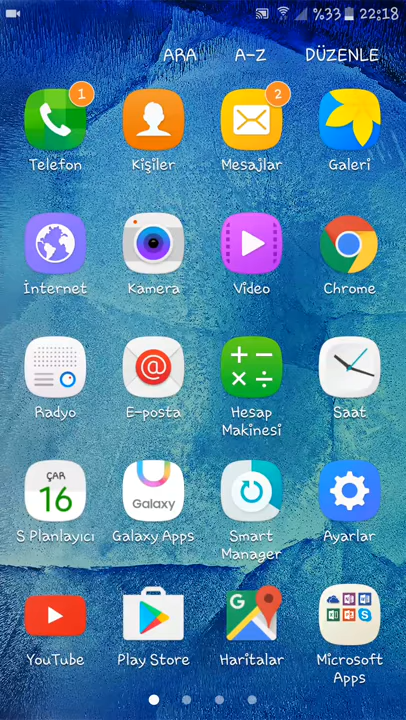 %33 22:18
ARA A-Z DÜZENLE
1 2
Telefon Kişiler Mesajlar Galeri
İnternet Kamera Video Chrome
Radyo E-posta Hesap Makinesi Saat
ÇAR
16
Galaxy
S Planlayıcı Galaxy Apps Smart Manager Ayarlar
G
YouTube Play Store Haritalar Microsoft Apps